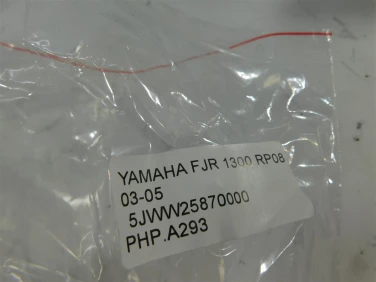 YAMAHA FJR 1300 RP08
03-05
5JWW25870000
PHP.A293